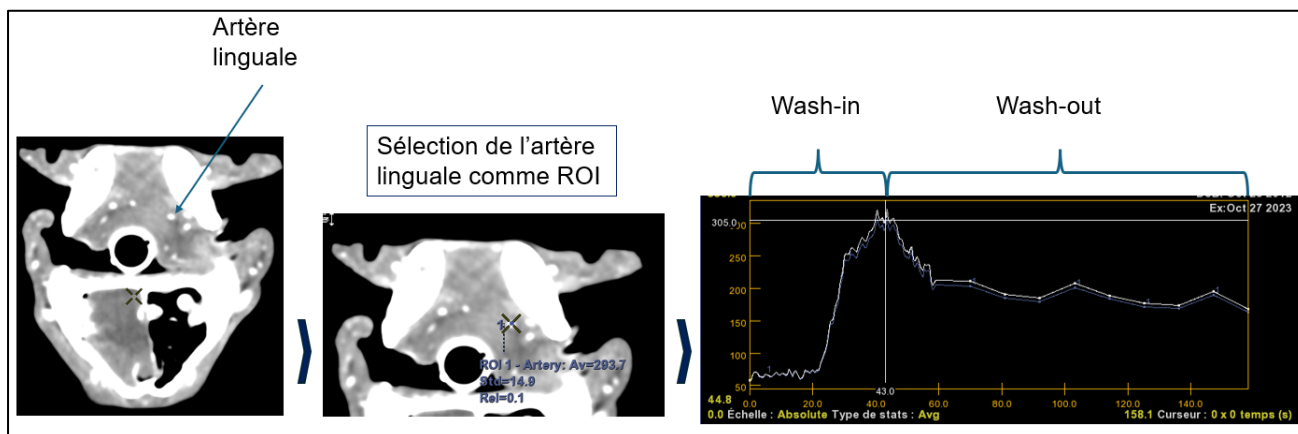 Artère
linguale
Sélection de l'artère
linguale comme ROI
ROI 1 - Artery: Av=293.7
Std=14.9
Rel=0.1
Wash-in
Wash-out
Ex:Oct 27 2023
305.0
250
200
150
100
50
44.8
0.0
20.0
40.0
43.0
60.0
80.0
100.0
120.0
140.0
0.0 Échelle : Absolute Type de stats : Avg
158.1 Curseur : 0 x 0 temps (s)